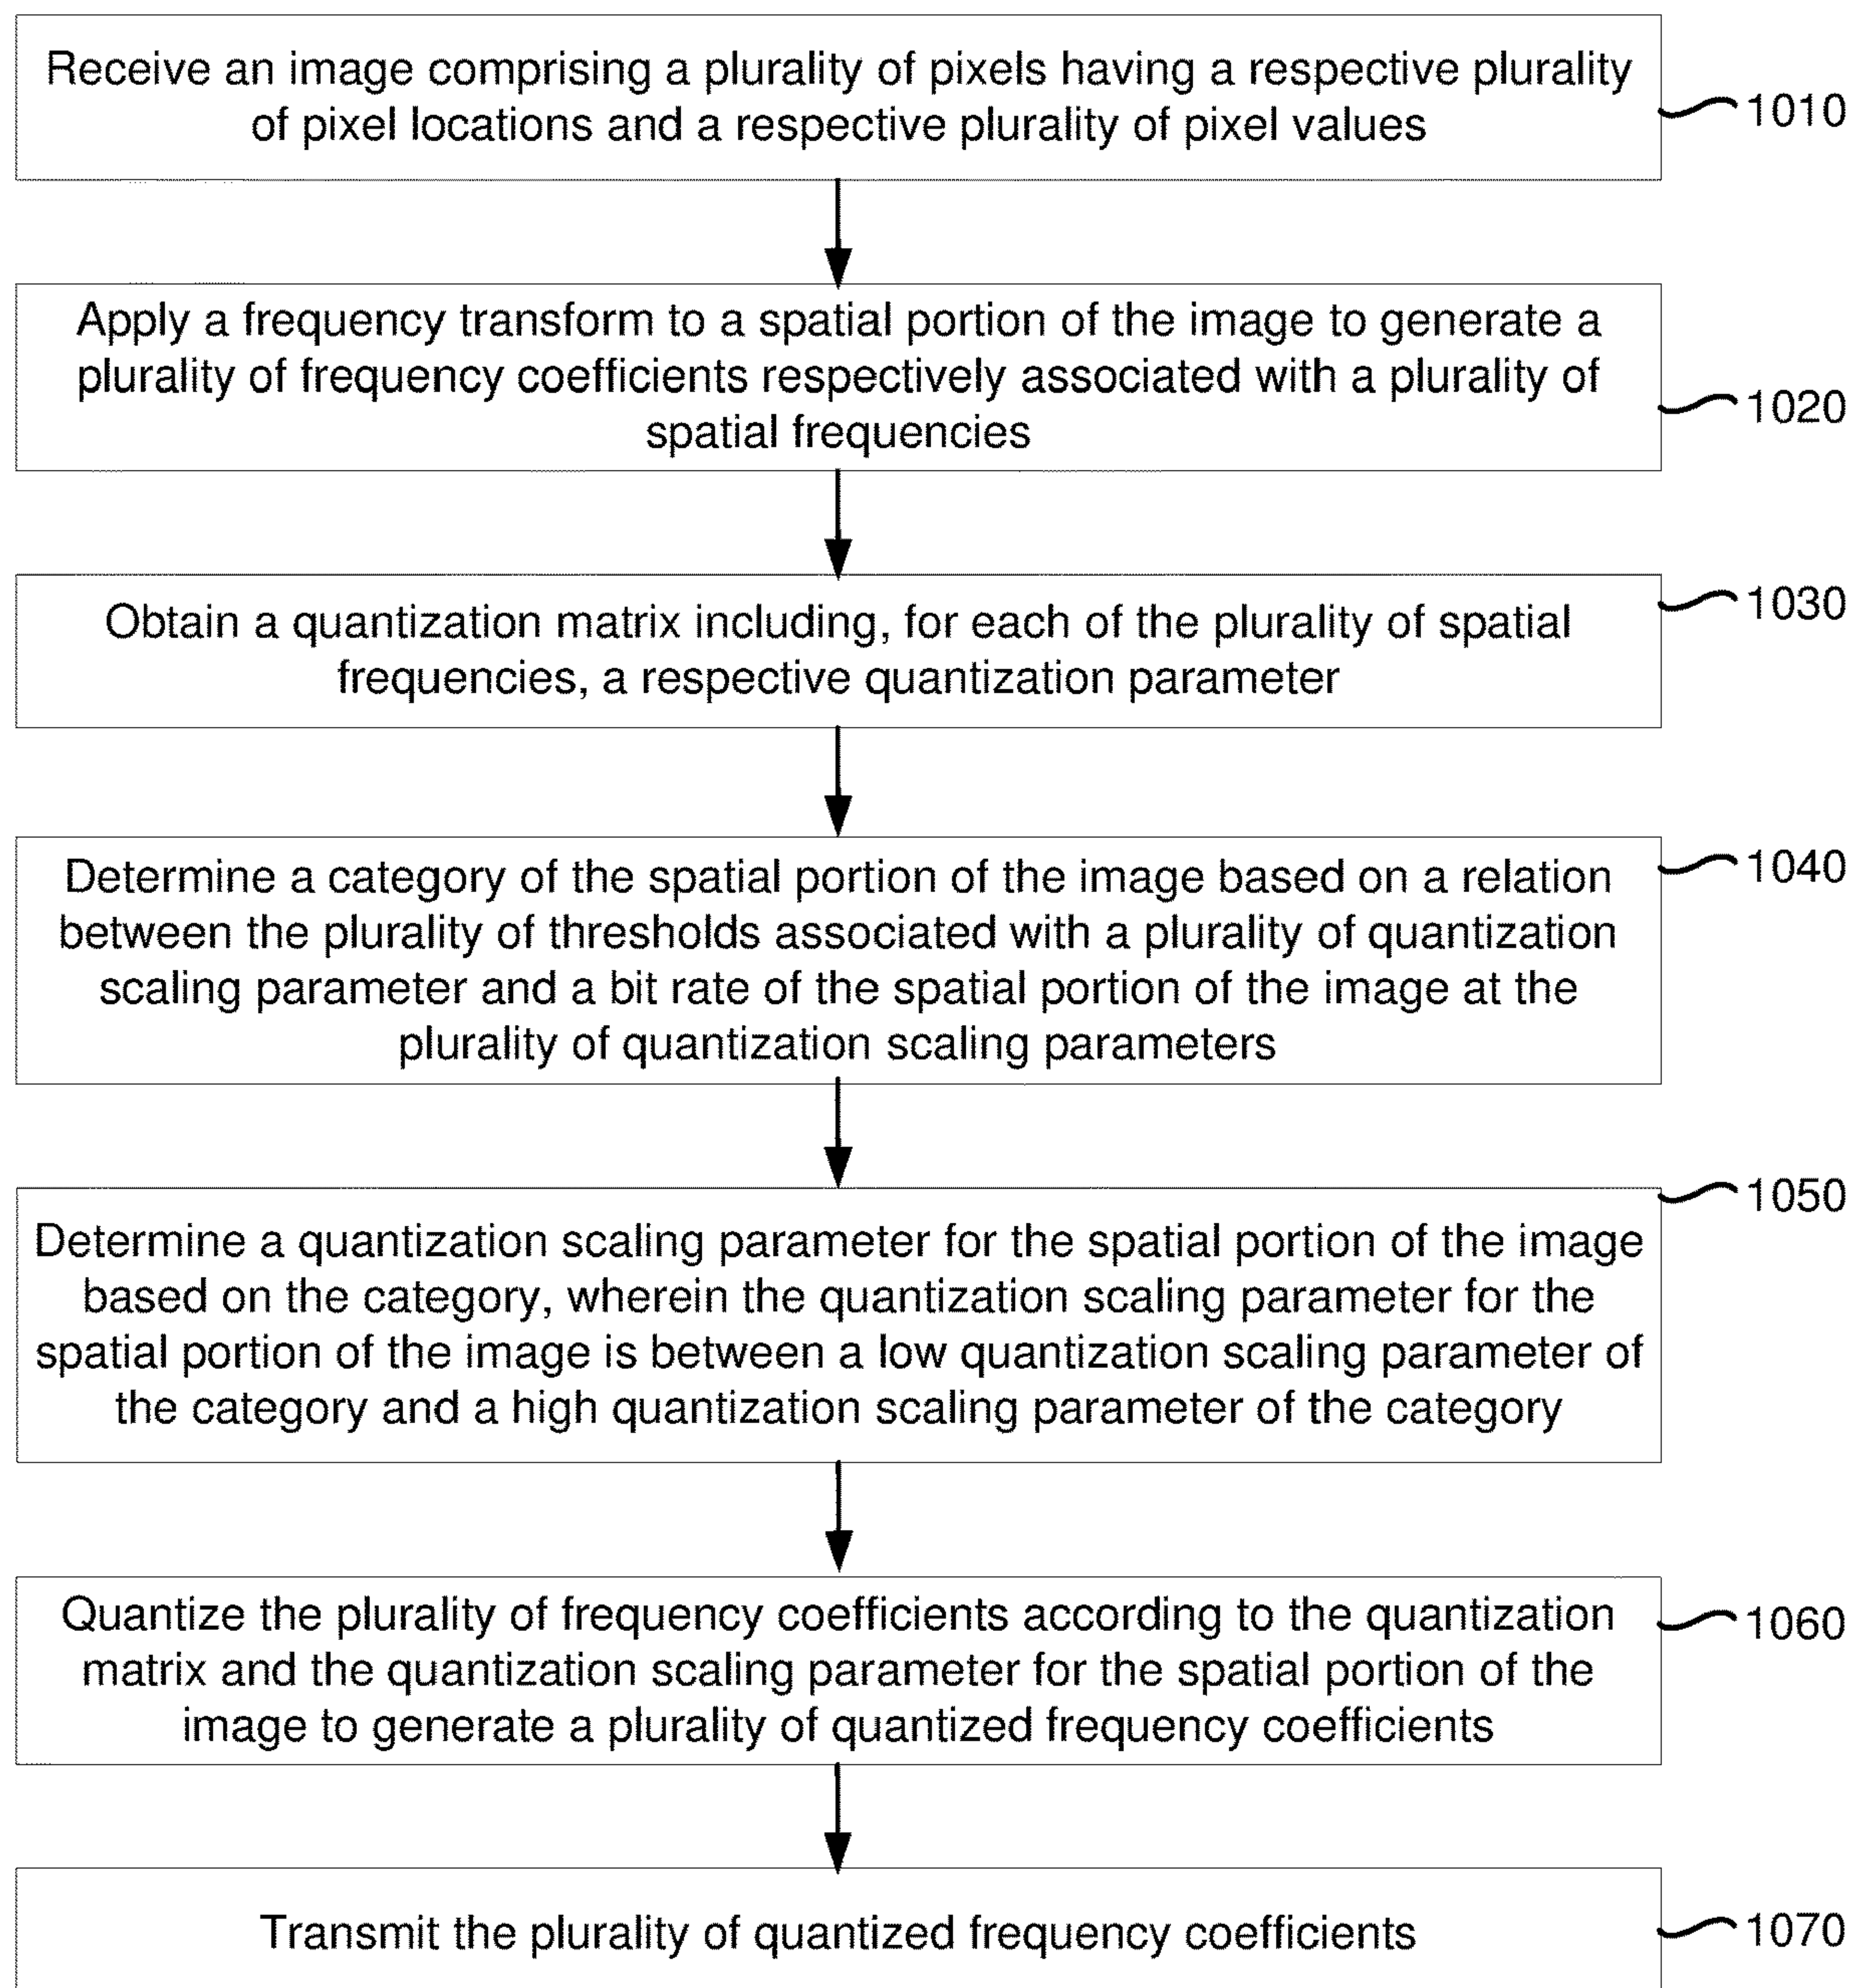 Receive an image comprising a plurality of pixels having a respective plurality
of pixel locations and a respective plurality of pixel values
1010
Apply a frequency transform to a spatial portion of the image to generate a
plurality of frequency coefficients respectively associated with a plurality of
spatial frequencies
1020
Obtain a quantization matrix including, for each of the plurality of spatial
frequencies, a respective quantization parameter
1030
Determine a category of the spatial portion of the image based on a relation
between the plurality of thresholds associated with a plurality of quantization
scaling parameter and a bit rate of the spatial portion of the image at the
plurality of quantization scaling parameters
1040
Determine a quantization scaling parameter for the spatial portion of the image
based on the category, wherein the quantization scaling parameter for the
spatial portion of the image is between a low quantization scaling parameter of
the category and a high quantization scaling parameter of the category
1050
Quantize the plurality of frequency coefficients according to the quantization
matrix and the quantization scaling parameter for the spatial portion of the
image to generate a plurality of quantized frequency coefficients
1060
Transmit the plurality of quantized frequency coefficients
1070